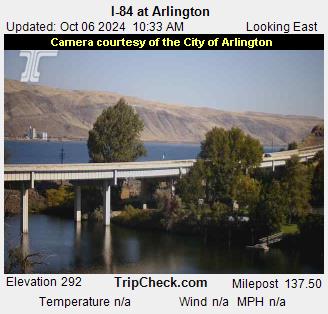 I-84 at Arlington
Updated: Oct 06 2024 10:33 AM Looking East
Camera courtesy of the City of Arlington
Elevation 292 TripCheck.com Milepost 137.50
Temperature n/a Wind n/a MPH n/a